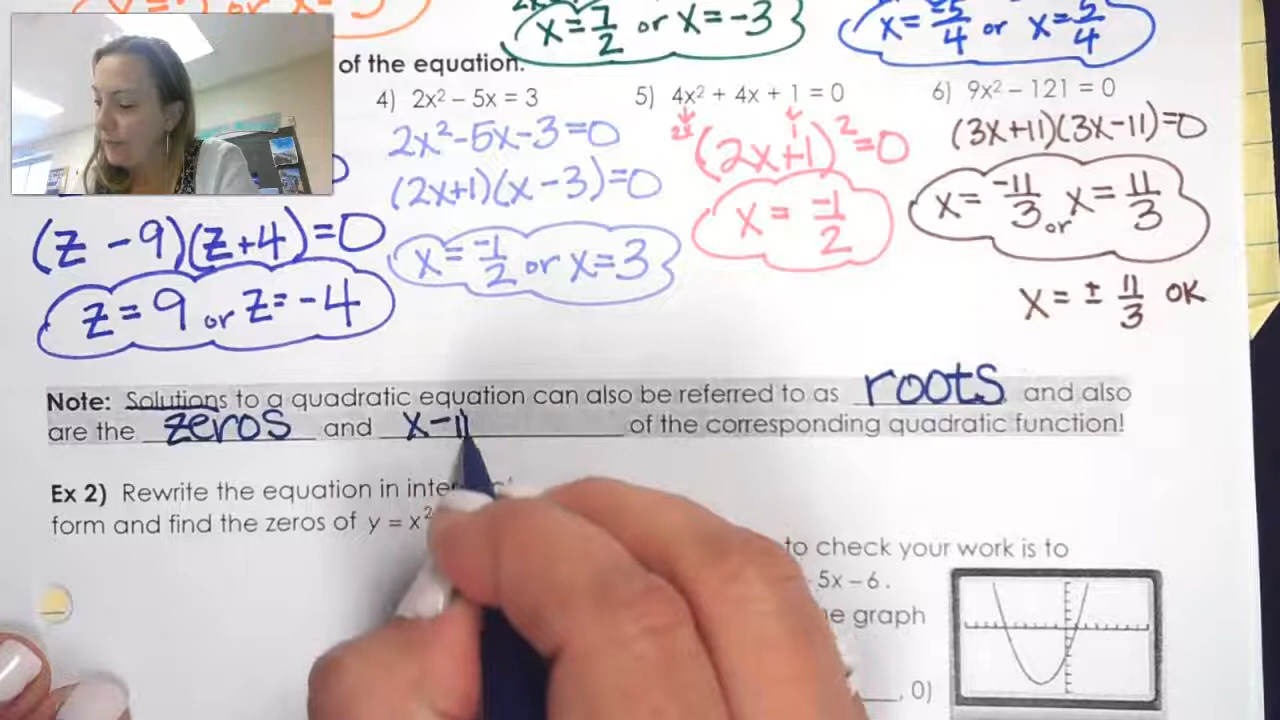 x = 7/2 or x = -3
x = -5/4 or x = 5/4
of the equation.
4) 2x² – 5x = 3
5) 4x² + 4x + 1 = 0
6) 9x² – 121 = 0
2x² - 5x - 3 = 0
(2x+1)(x - 3) = 0
x = -1/2 or x = 3
2x 1
(2x+1)² = 0
x = -1/2
(3x+11)(3x-11) = 0
x = -11/3 or x = 11/3
x = ± 11/3 OK
(z - 9)(z+4) = 0
z = 9 or z = -4
Note: Solutions to a quadratic equation can also be referred to as roots and also
are the zeros and x-in of the corresponding quadratic function!
Ex 2) Rewrite the equation in
form and find the zeros of y = x²
to check your work is to
5x – 6.
graph
, 0)